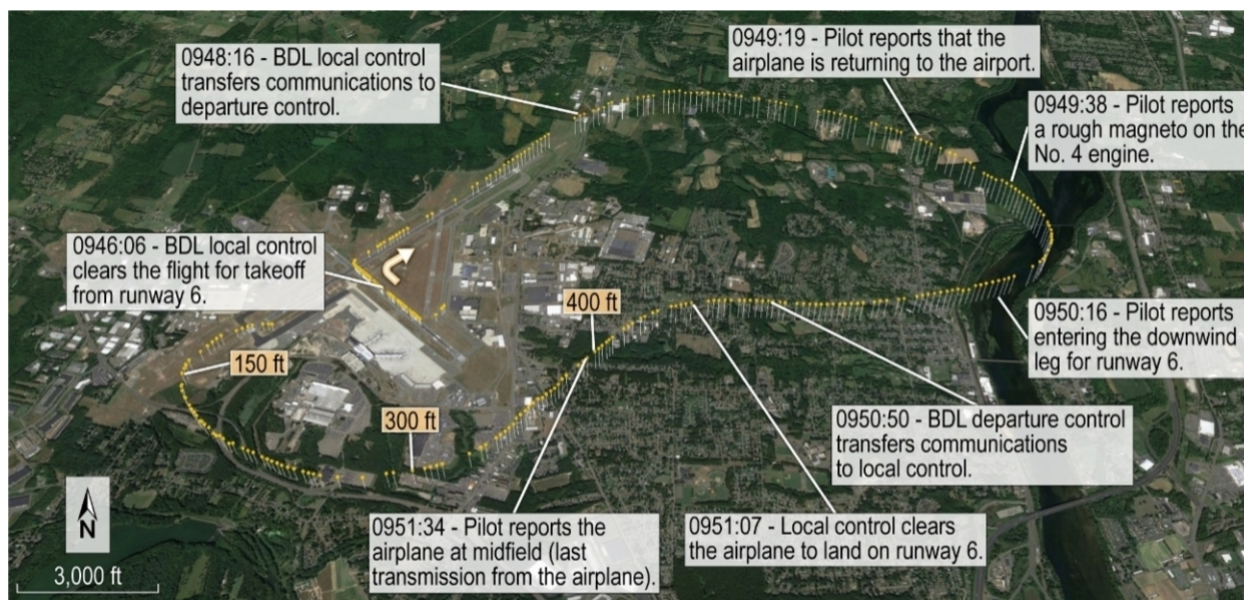 0948:16 - BDL local control
transfers communications to
departure control.
0949:19 - Pilot reports that the
airplane is returning to the airport.
0949:38 - Pilot reports
a rough magneto on the
No. 4 engine.
0946:06 - BDL local control
clears the flight for takeoff
from runway 6.
400 ft
0950:16 - Pilot reports
entering the downwind
leg for runway 6.
150 ft
300 ft
0950:50 - BDL departure control
transfers communications
to local control.
0951:34 - Pilot reports the
airplane at midfield (last
transmission from the airplane).
0951:07 - Local control clears
the airplane to land on runway 6.
N
3,000 ft